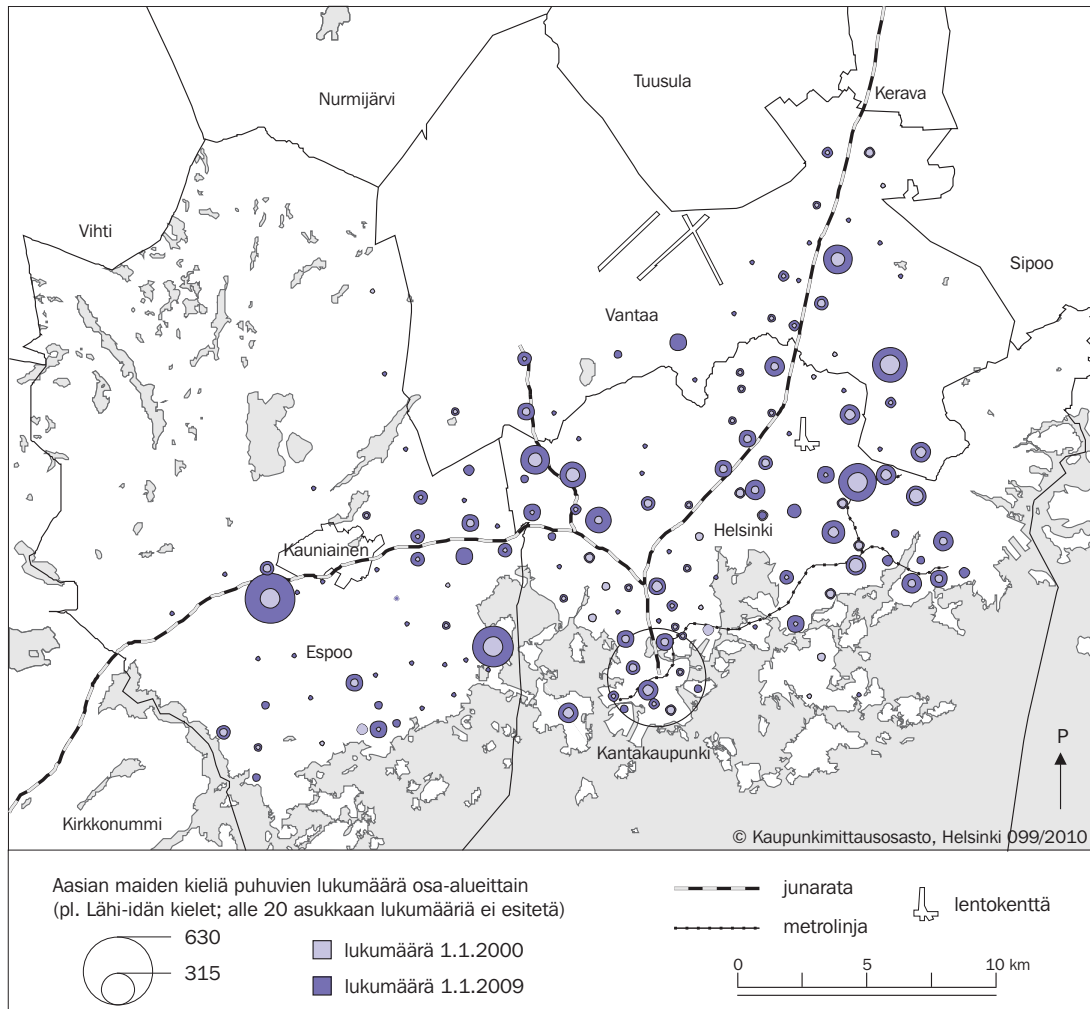 Tuusula
Kerava
Nurmijärvi
Vihti
Sipoo
Vantaa
Helsinki
Kauniainen
Espoo
Kantakaupunki
P
Kirkkonummi
© Kaupunkimittausosasto, Helsinki 099/2010
Aasian maiden kieliä puhuvien lukumäärä osa-alueittain
(pl. Lähi-idän kielet; alle 20 asukkaan lukumääriä ei esitetä)
630
315
lukumäärä 1.1.2000
lukumäärä 1.1.2009
junarata
metrolinja
lentokenttä
0 5 10 km